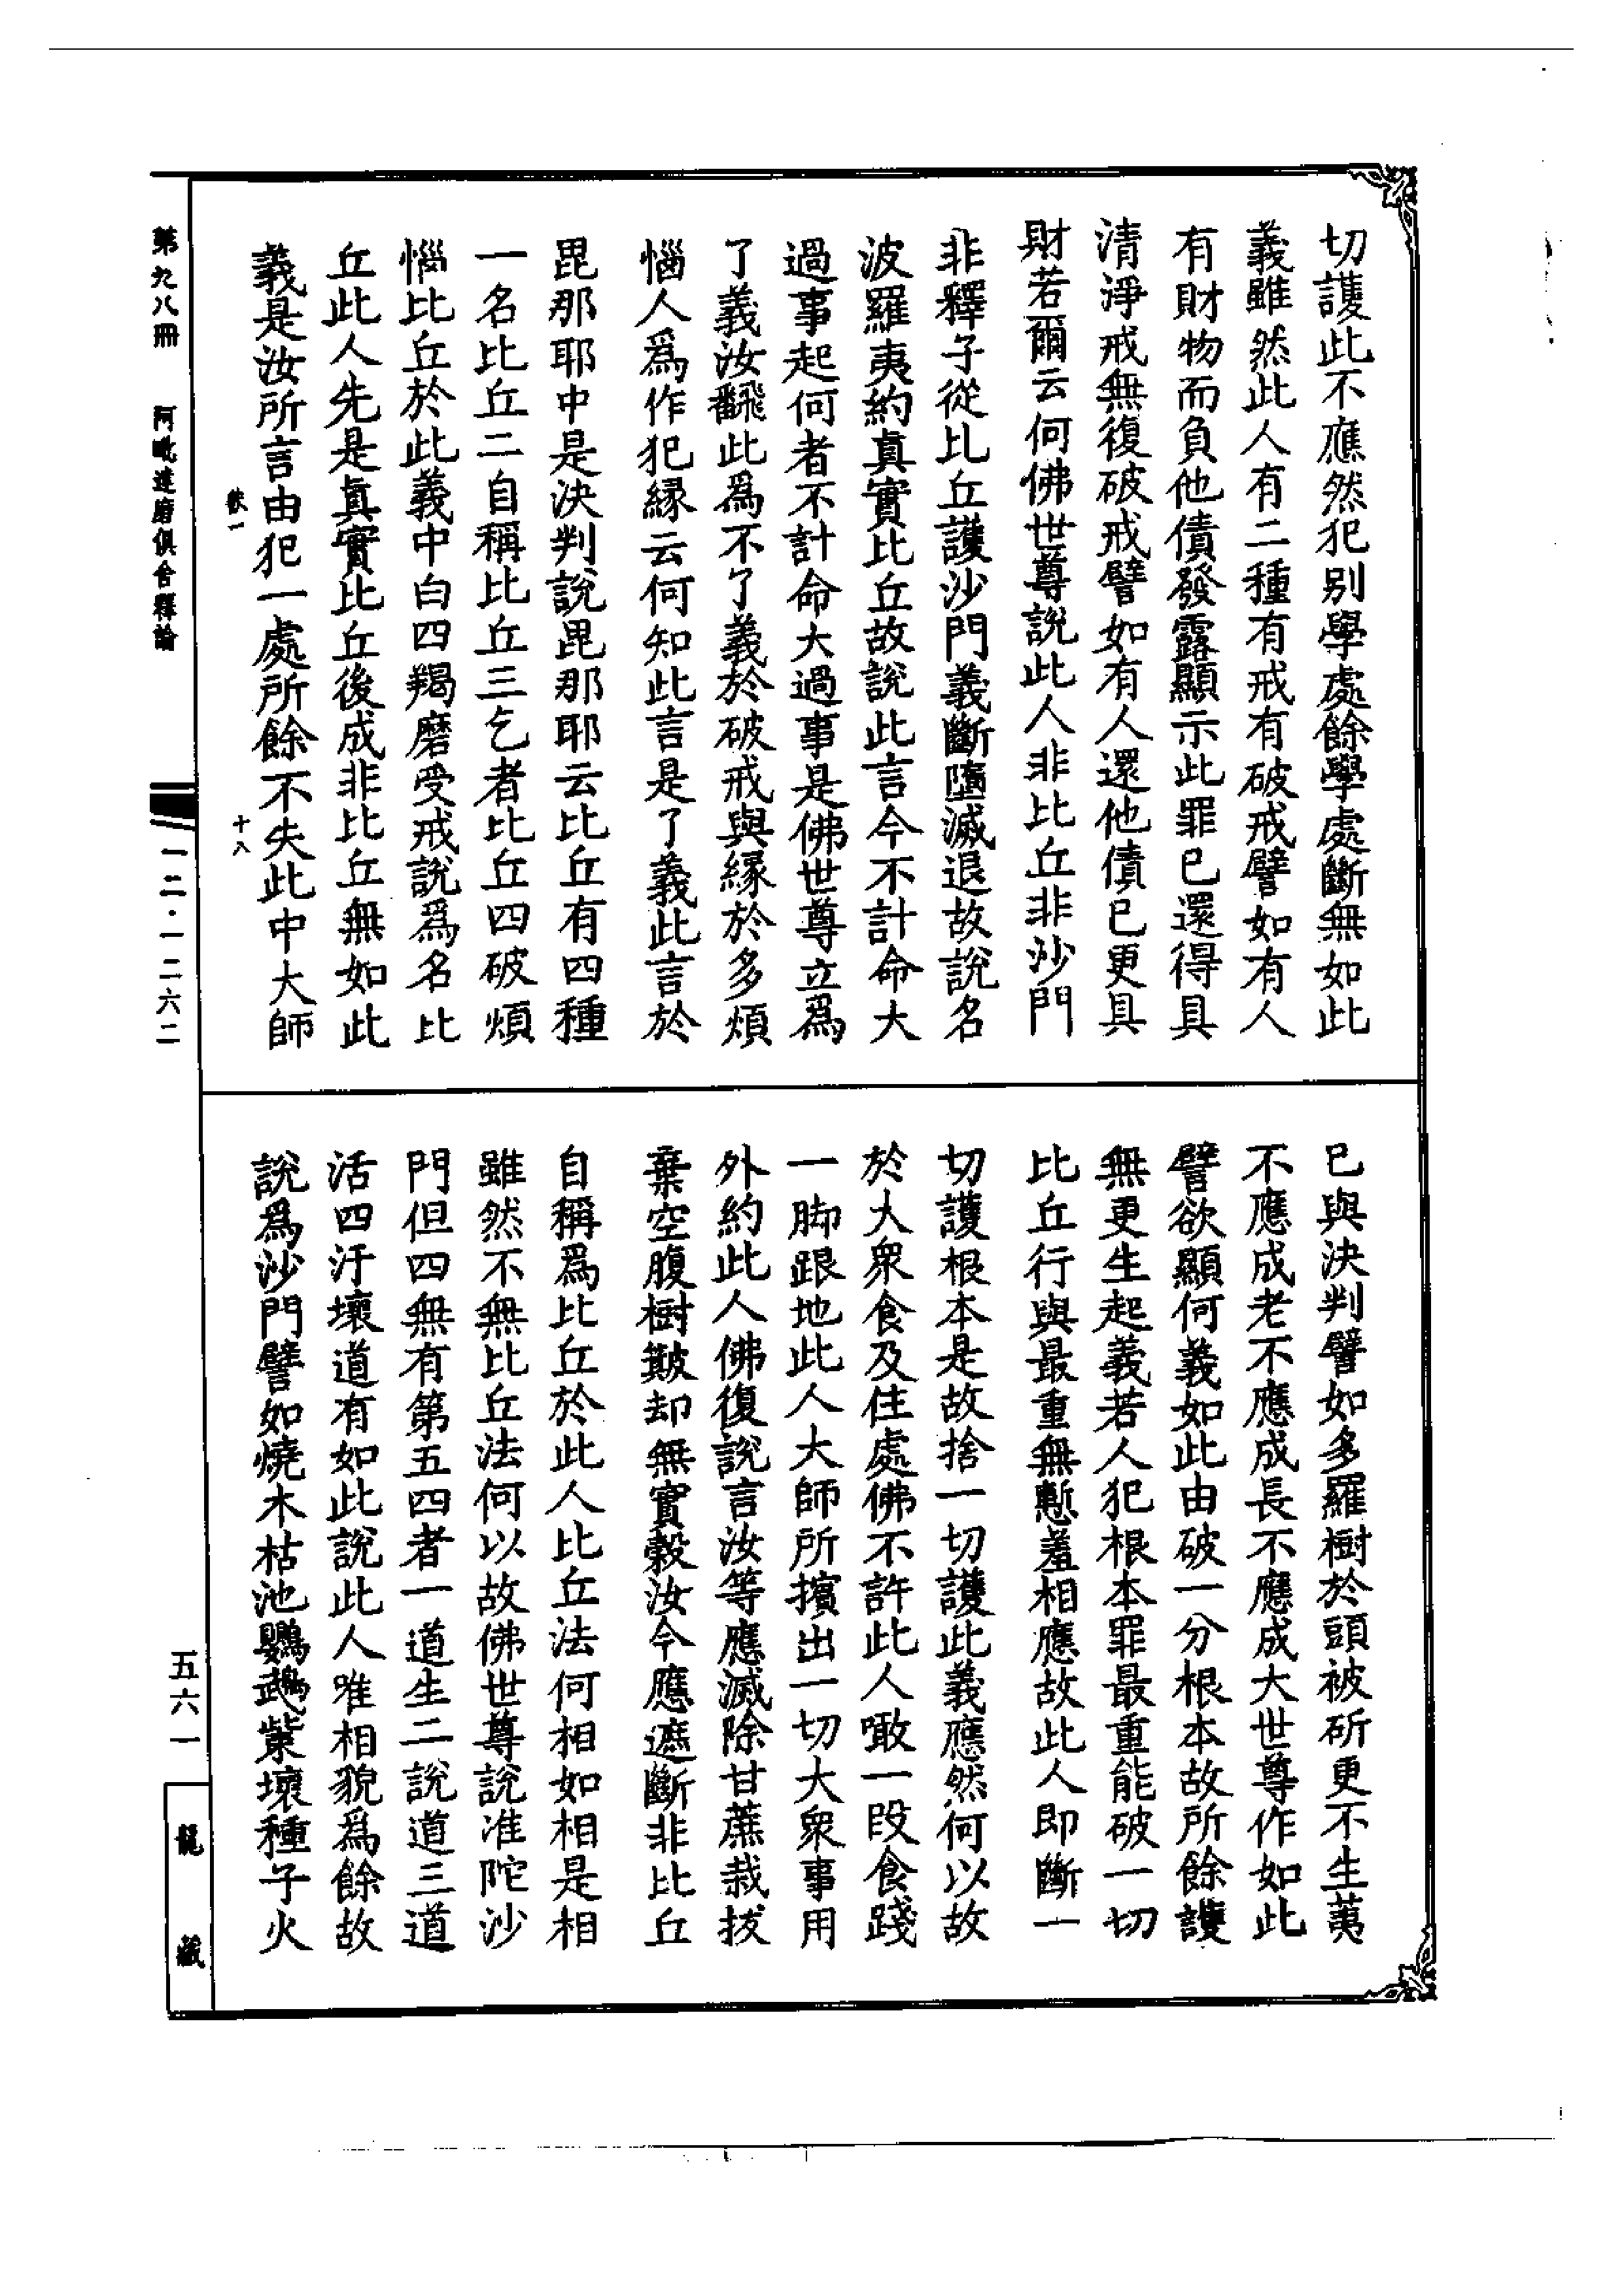 切護此不應然犯別學處餘學處斷無如此
義雖然此人有二種有戒有破戒譬如有人
有財物而負他債發露顯示此罪已還得具
清淨戒無復破戒譬如有人還他債已更具
財若爾云何佛世尊說此人非比丘非沙門
非釋子從比丘護沙門義斷墮滅退故說名
波羅夷約真實比丘故說此言今不計命大
過事起何者不計命大過事是佛世尊立為
了義汝翻此為不了義於破戒與緣於多煩
惱人為作犯緣云何知此言是了義此言於
毘那耶中是決判說毘那耶云比丘有四種
一名比丘二自稱比丘三乞者比丘四破煩
惱比丘於此義中白四羯磨受戒說為名比
丘此人先是真實比丘後成非比丘無如此
義是汝所言由犯一處所餘不失此中大師
已與決判譬如多羅樹於頭被斫更不生荑
不應成老不應成長不應成大世尊作如此
譬欲顯何義如此由破一分根本故所餘護
無更生起義若人犯根本罪最重能破一切
比丘行與最重無慙羞相應故此人即斷一
切護根本是故捨一切護此義應然何以故
於大眾食及住處佛不許此人噉一段食踐
一脚跟地此人大師所擯出一切大眾事用
外約此人佛復說言汝等應滅除甘蔗栽拔
棄空腹樹簸却無實穀汝今應遮斷非比丘
自稱為比丘於此人比丘法何相如相是相
雖然不無比丘法何以故佛世尊說准陀沙
門但四無有第五四者一道生二說道三道
活四汙壞道有如此說此人唯相貌為餘故
說為沙門譬如燒木枯池鸚鵡𭪿壞種子火
第九八冊 阿毗達磨俱舍釋論
一二·一二六二
五六一
龍藏
十八